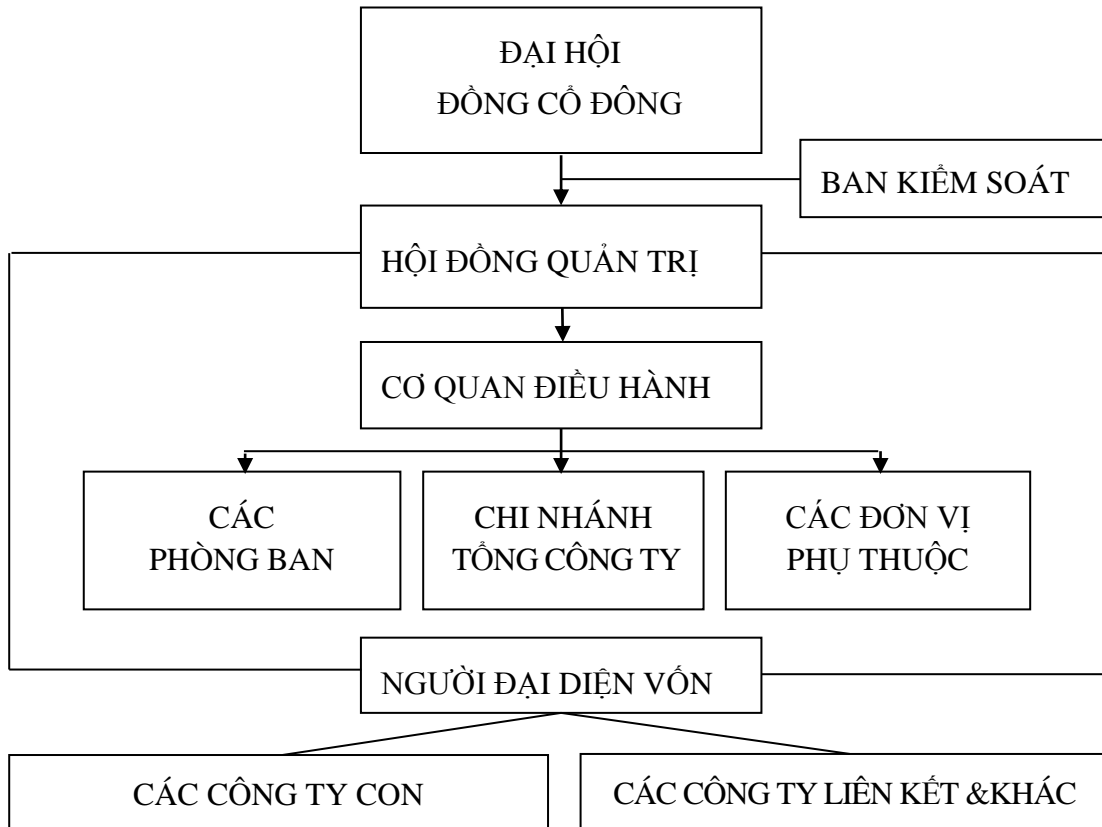 ĐẠI HỘI
ĐỒNG CỔ ĐÔNG
BAN KIỂM SOÁT
HỘI ĐỒNG QUẢN TRỊ
CƠ QUAN ĐIỀU HÀNH
CÁC
PHÒNG BAN
CHI NHÁNH
TỔNG CÔNG TY
CÁC ĐƠN VỊ
PHỤ THUỘC
NGƯỜI ĐẠI DIỆN VỐN
CÁC CÔNG TY CON
CÁC CÔNG TY LIÊN KẾT &KHÁC